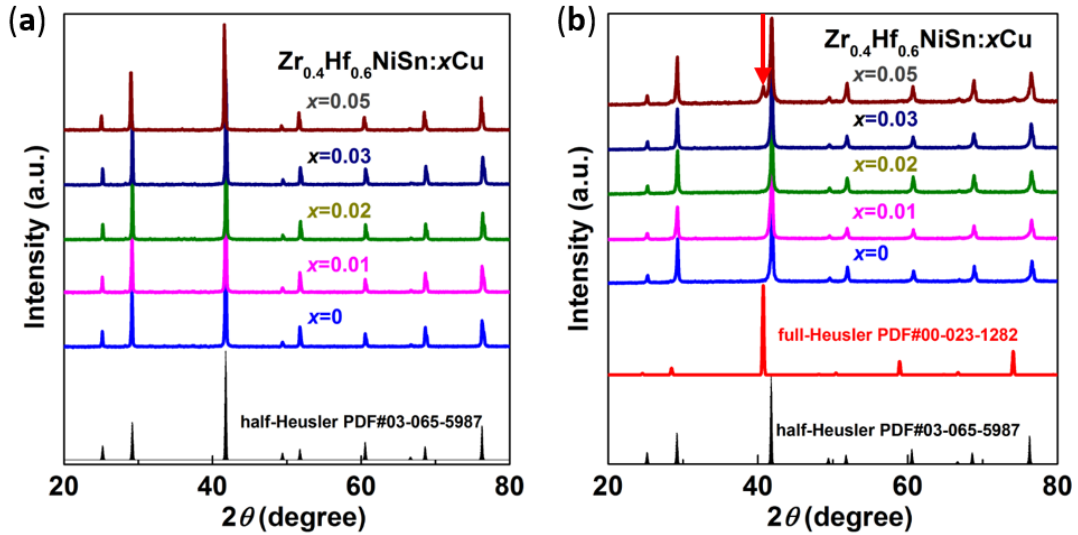 (a)
Zr0.4Hf0.6NiSn:xCu
x=0.05
x=0.03
x=0.02
x=0.01
x=0
half-Heusler PDF#03-065-5987
Intensity (a.u.)
20 40 60 80
2θ (degree)
(b)
Zr0.4Hf0.6NiSn:xCu
x=0.05
x=0.03
x=0.02
x=0.01
x=0
full-Heusler PDF#00-023-1282
half-Heusler PDF#03-065-5987
Intensity (a.u.)
20 40 60 80
2θ (degree)